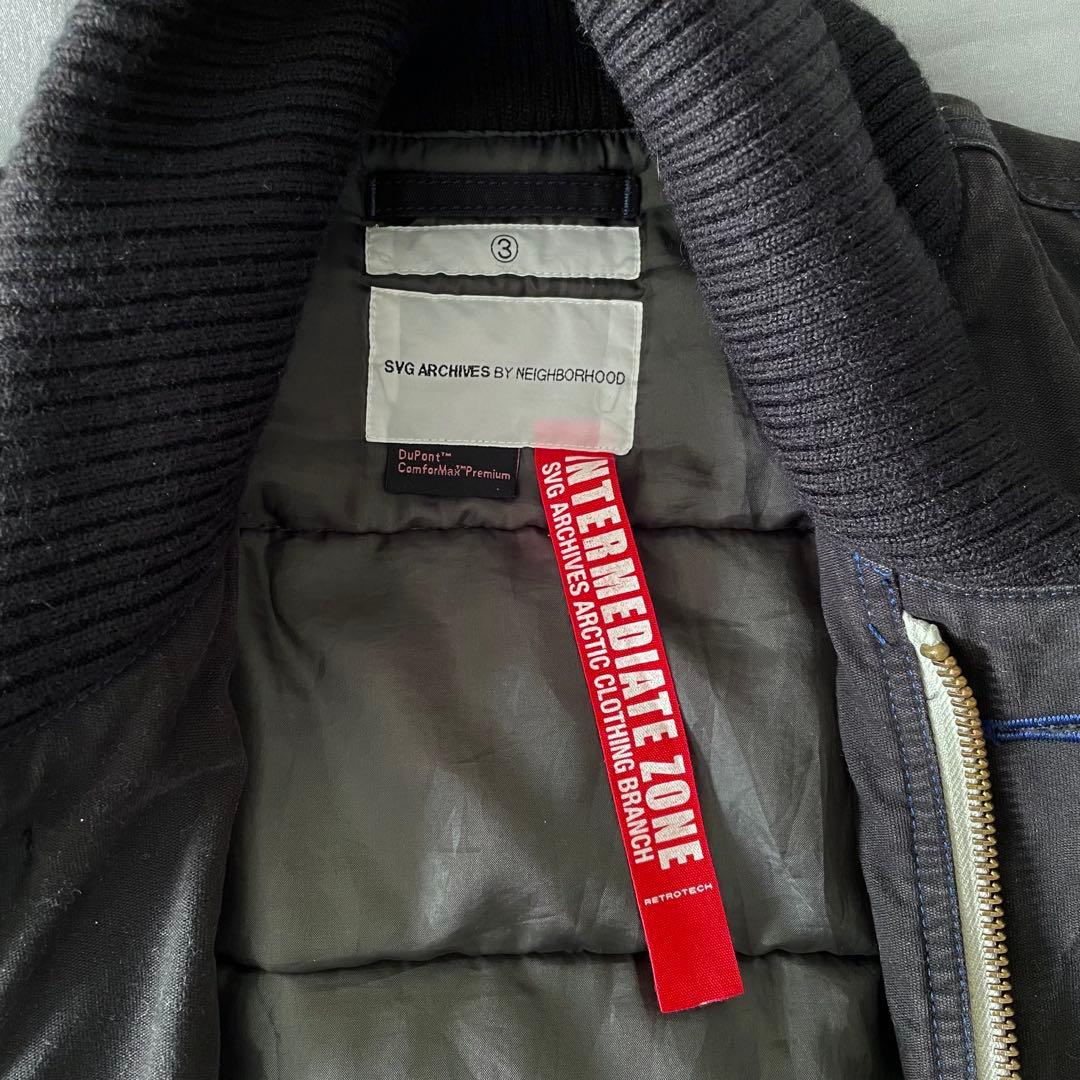 ③
SVG ARCHIVES BY NEIGHBORHOOD
DuPont™
ComforMax™Premium
INTERMEDIATE ZONE
SVG ARCHIVES ARCTIC CLOTHING BRANCH
RETROTECH